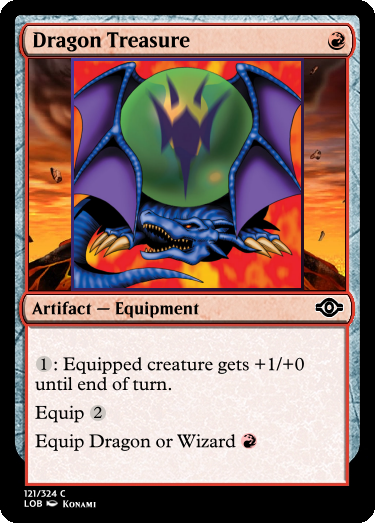 Dragon Treasure
Artifact — Equipment
1: Equipped creature gets +1/+0
until end of turn.
Equip 2
Equip Dragon or Wizard
121/324 C
LOB KONAMI